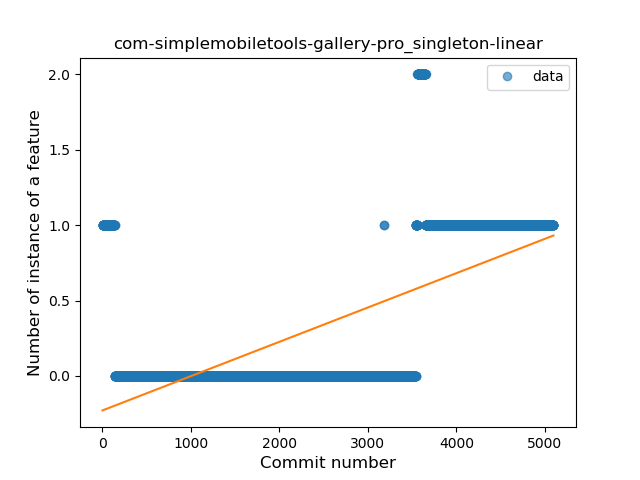 com-simplemobiletools-gallery-pro_singleton-linear
data
Number of instance of a feature
2.0
1.5
1.0
0.5
0.0
0 1000 2000 3000 4000 5000
Commit number